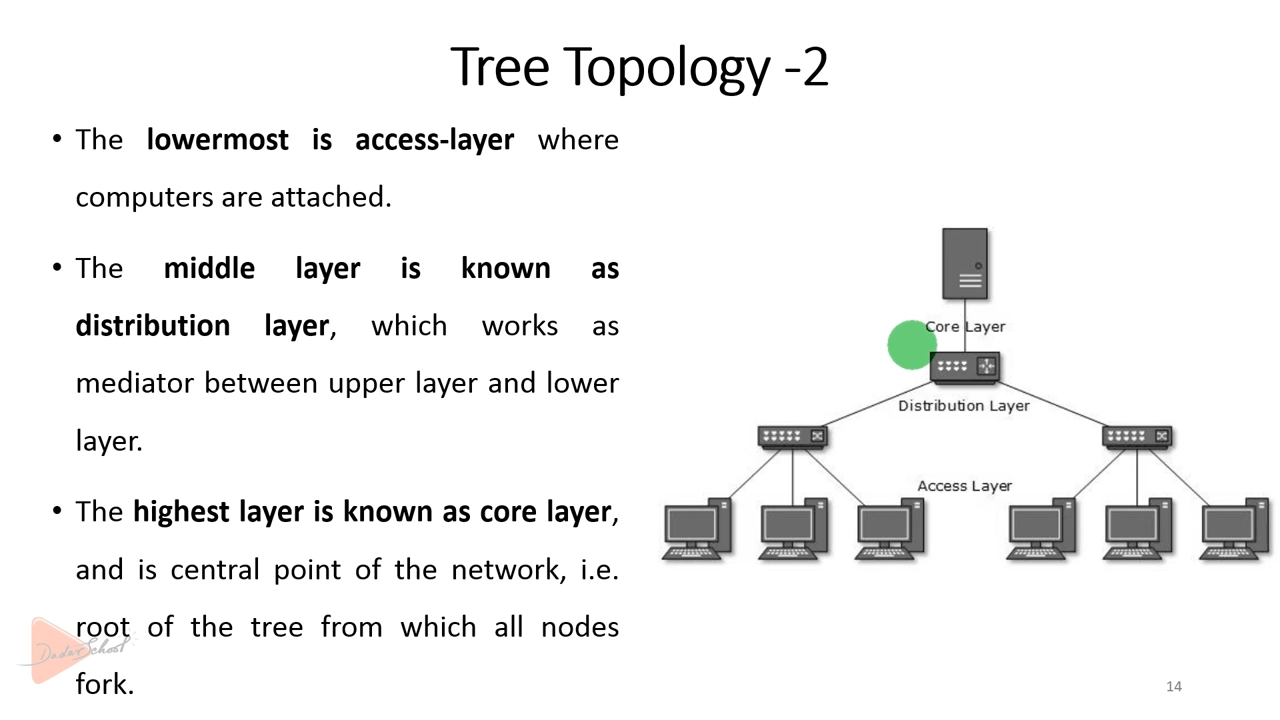 Tree Topology -2
• The lowermost is access-layer where
computers are attached.
• The middle layer is known as
distribution layer, which works as
mediator between upper layer and lower
layer.
• The highest layer is known as core layer,
and is central point of the network, i.e.
root of the tree from which all nodes
fork.
Core Layer
Distribution Layer
Access Layer
Dadar School
14